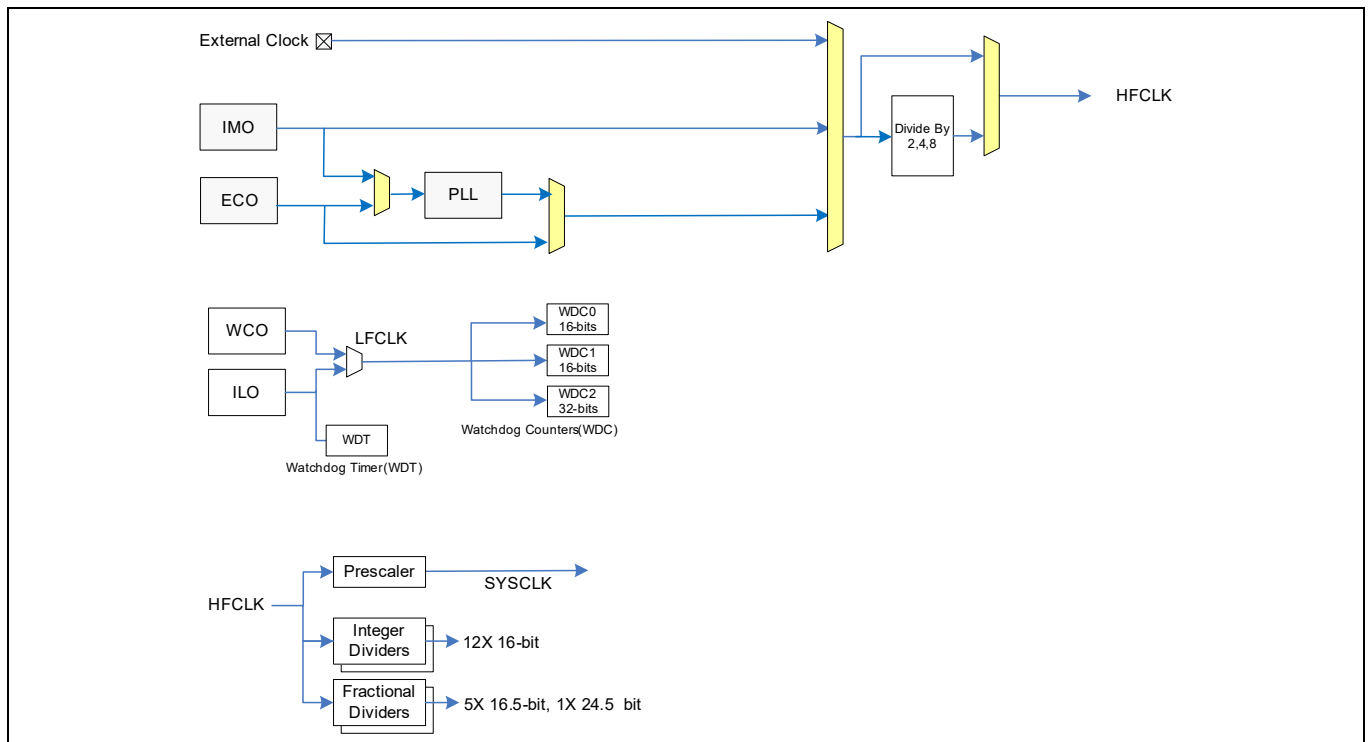 External Clock
HFCLK
IMO
Divide By
2,4,8
ECO
PLL
WCO
LFCLK
WDC0
16-bits
WDC1
16-bits
ILO
WDC2
32-bits
Watchdog Counters(WDC)
WDT
Watchdog Timer(WDT)
Prescaler
SYSCLK
HFCLK
Integer
Dividers
12X 16-bit
Fractional
Dividers
5X 16.5-bit, 1X 24.5 bit